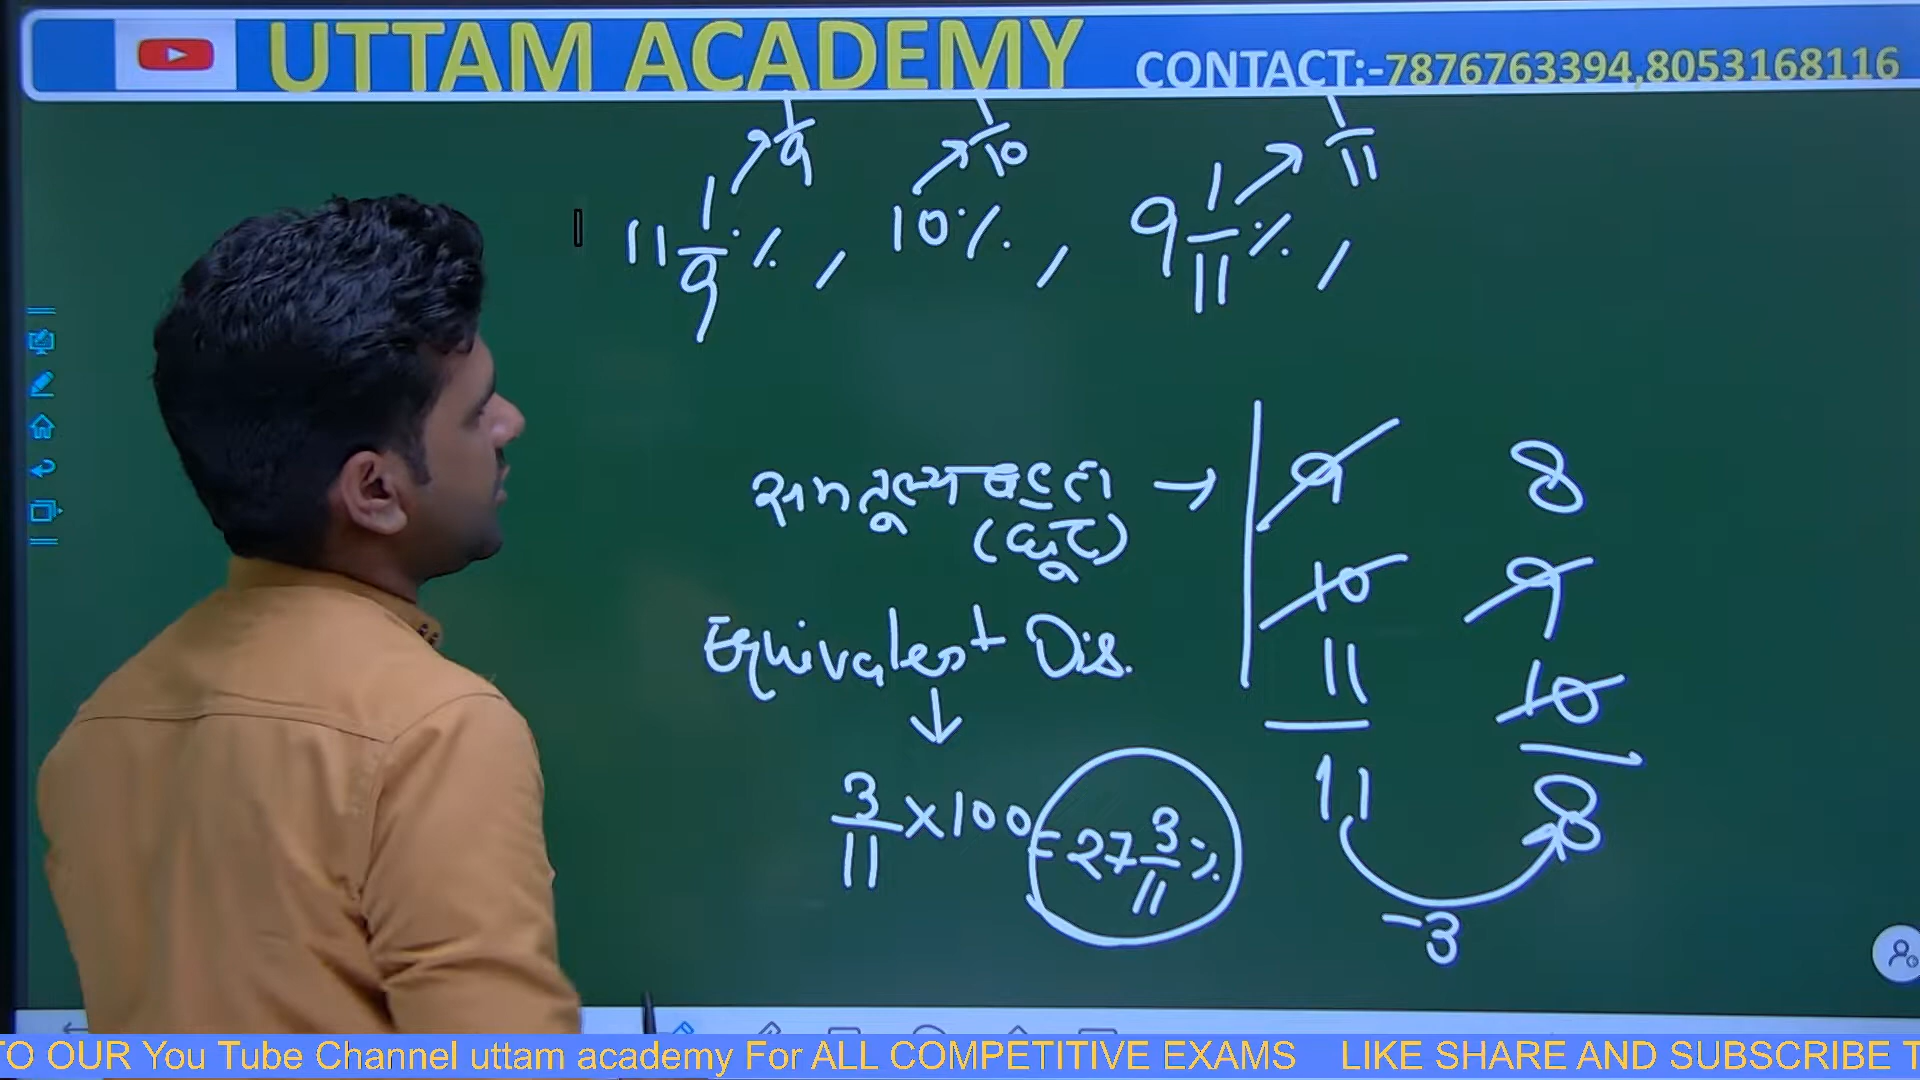 UTTAM ACADEMY
CONTACT:-7876763394,8053168116
1/9 1/10 1/11
11 1/9 %, 10%, 9 1/11 %,
समतुल्य बट्टा →
(छूट)
9 8
10 9
11 10
11 8
-3
Equivalent Dis.
↓
3/11 × 100 = 27 3/11 %
TO OUR You Tube Channel uttam academy For ALL COMPETITIVE EXAMS LIKE SHARE AND SUBSCRIBE T